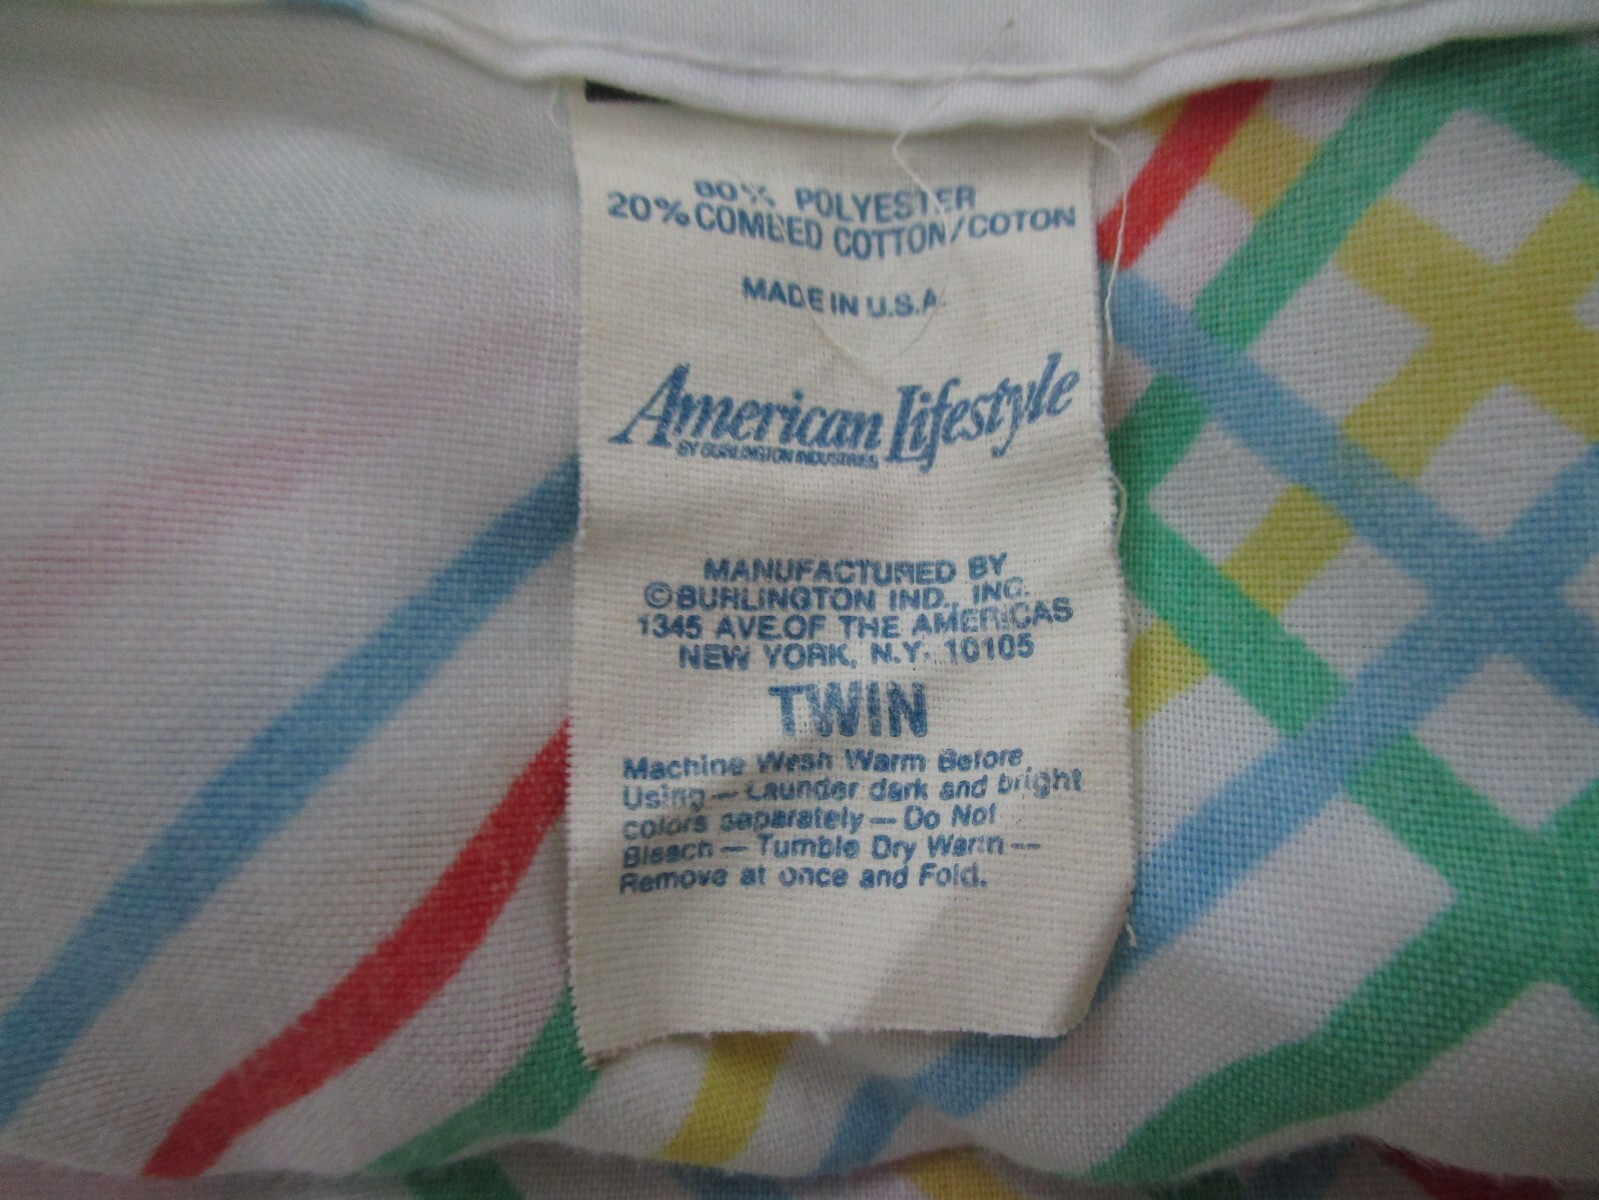 80% POLYESTER
20% COMBED COTTON/COTON
MADE IN U.S.A.
American Lifestyle
BY BURLINGTON INDUSTRIES
MANUFACTURED BY
©BURLINGTON IND., INC.
1345 AVE. OF THE AMERICAS
NEW YORK, N.Y. 10105
TWIN
Machine Wash Warm Before
Using — Launder dark and bright
colors separately — Do Not
Bleach — Tumble Dry Warm —
Remove at once and Fold.